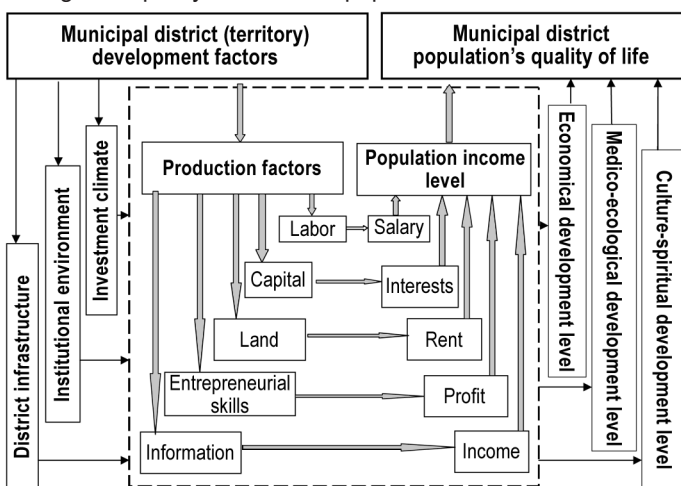 Municipal district (territory)
development factors
Municipal district
population's quality of life
District infrastructure
Institutional environment
Investment climate
Production factors
Population income
level
Labor
Salary
Capital
Interests
Land
Rent
Entrepreneurial
skills
Profit
Information
Income
Economical development level
Medico-ecological development level
Culture-spiritual development level